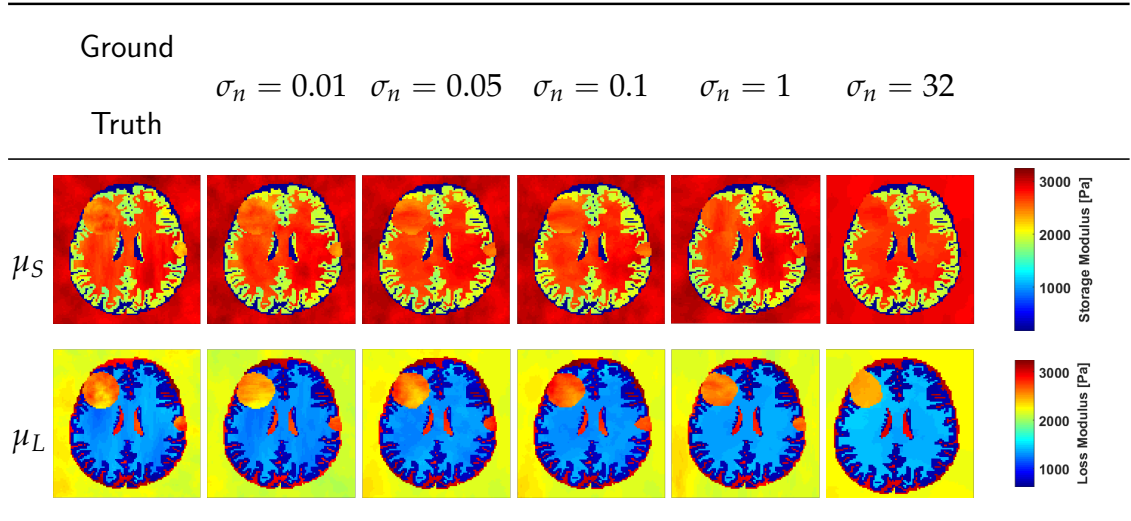 Ground
Truth
σn = 0.01 σn = 0.05 σn = 0.1 σn = 1 σn = 32
μS
3000
2000
1000
Storage Modulus [Pa]
μL
3000
2000
1000
Loss Modulus [Pa]